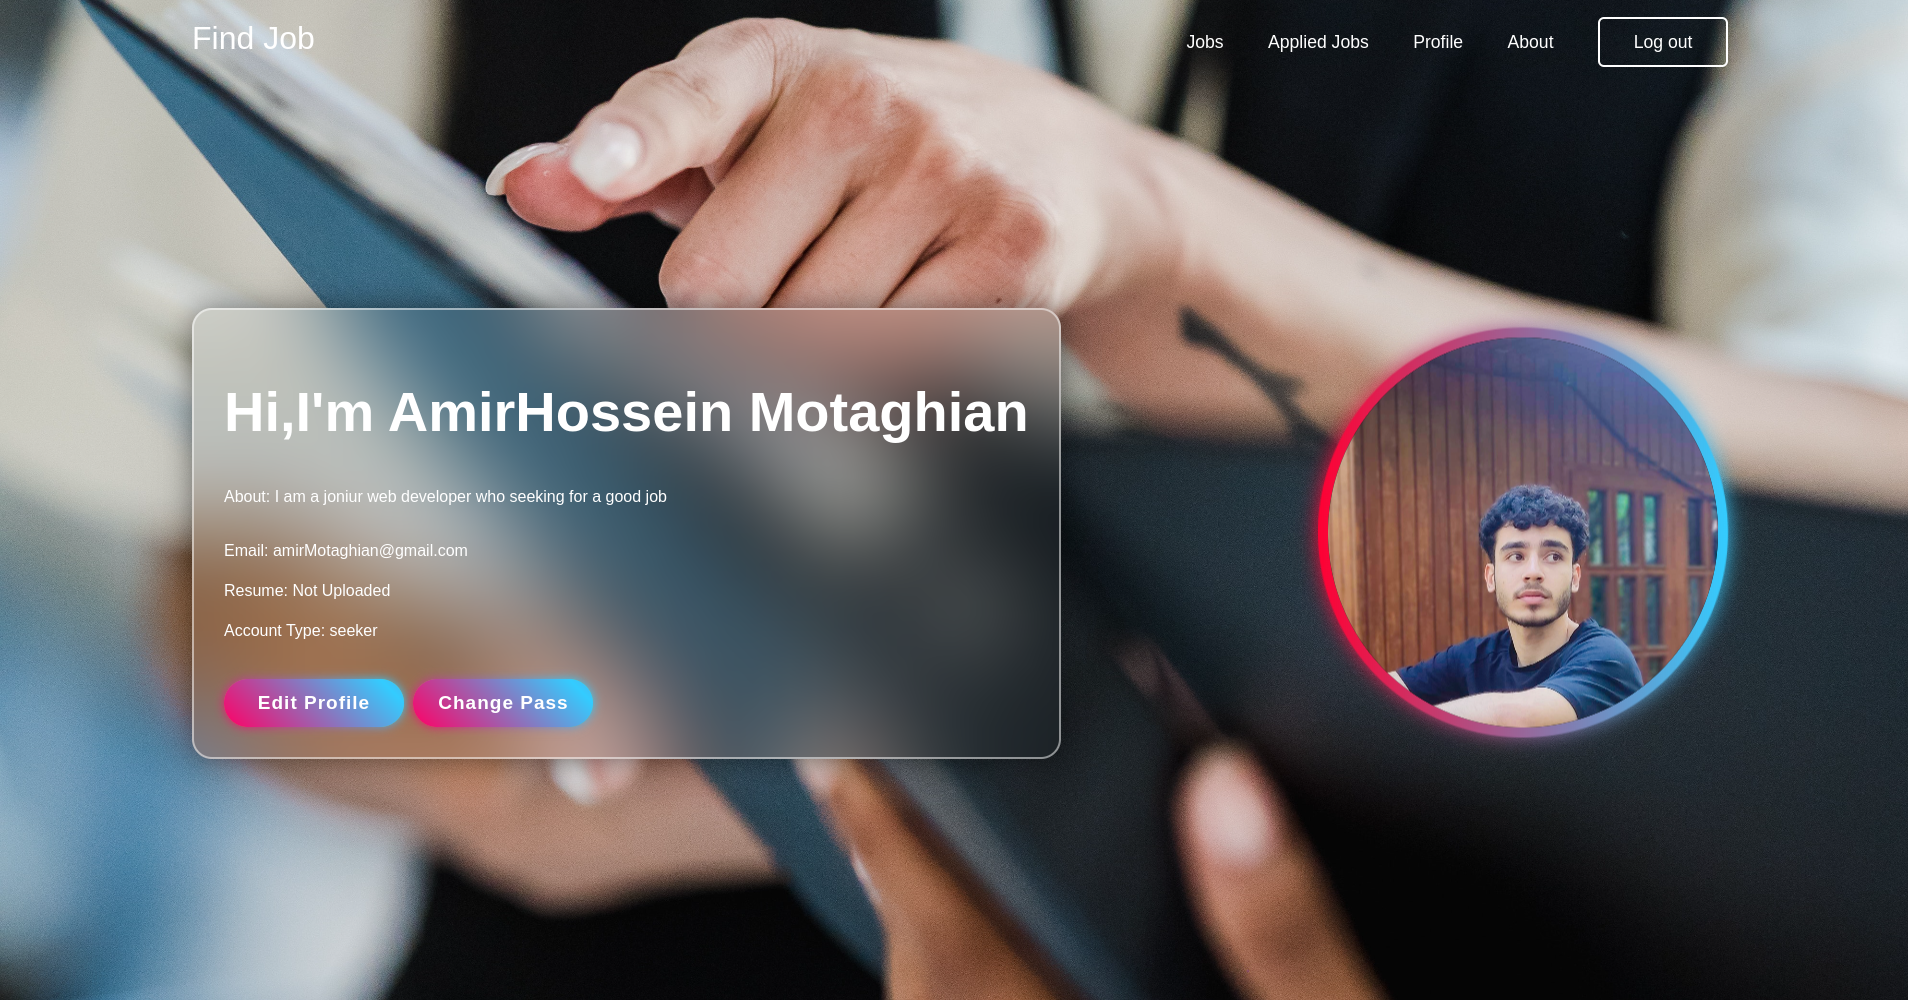 Find Job
Jobs Applied Jobs Profile About Log out
Hi,I'm AmirHossein Motaghian
About: I am a joniur web developer who seeking for a good job
Email: amirMotaghian@gmail.com
Resume: Not Uploaded
Account Type: seeker
Edit Profile Change Pass